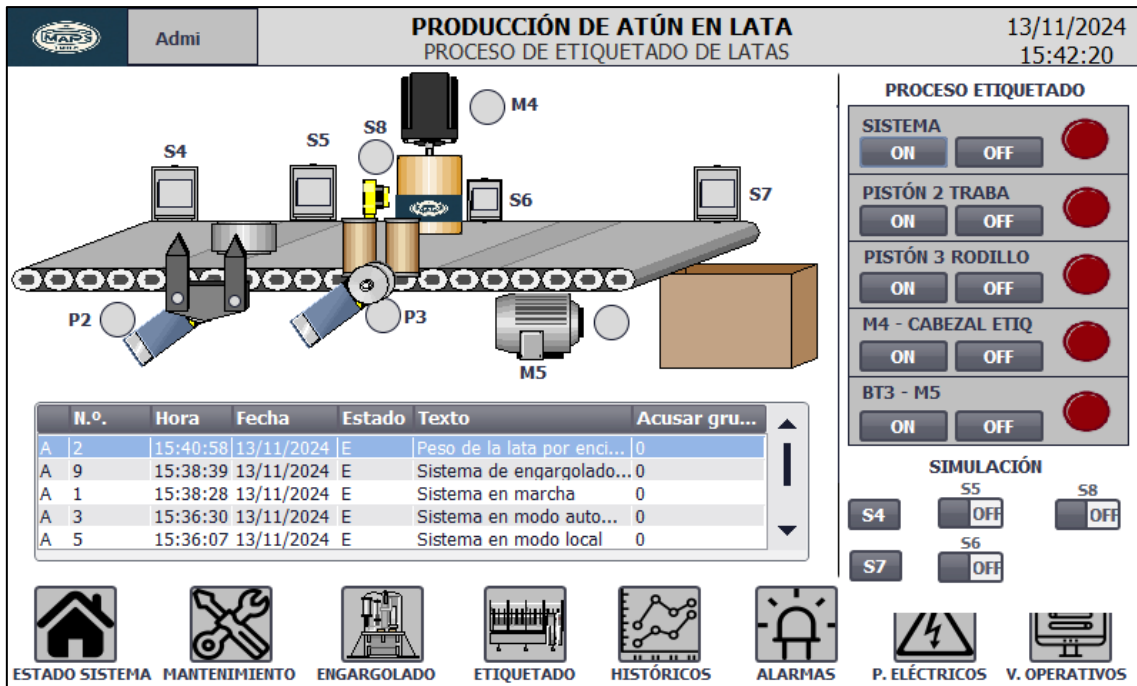 MAPS
Admi
PRODUCCIÓN DE ATÚN EN LATA
PROCESO DE ETIQUETADO DE LATAS
13/11/2024
15:42:20
M4
S8
S5
S4
S6
S7
P2
P3
M5
PROCESO ETIQUETADO
SISTEMA
ON OFF
PISTÓN 2 TRABA
ON OFF
PISTÓN 3 RODILLO
ON OFF
M4 - CABEZAL ETIQ
ON OFF
BT3 - M5
ON OFF
SIMULACIÓN
S5 S8
S4 OFF OFF
S6
S7 OFF
N.º. Hora Fecha Estado Texto Acusar gru...
A 2 15:40:58 13/11/2024 E Peso de la lata por enci... 0
A 9 15:38:39 13/11/2024 E Sistema de engargolado... 0
A 1 15:38:28 13/11/2024 E Sistema en marcha 0
A 3 15:36:30 13/11/2024 E Sistema en modo auto... 0
A 5 15:36:07 13/11/2024 E Sistema en modo local 0
ESTADO SISTEMA MANTENIMIENTO ENGARGOLADO ETIQUETADO HISTÓRICOS ALARMAS P. ELÉCTRICOS V. OPERATIVOS